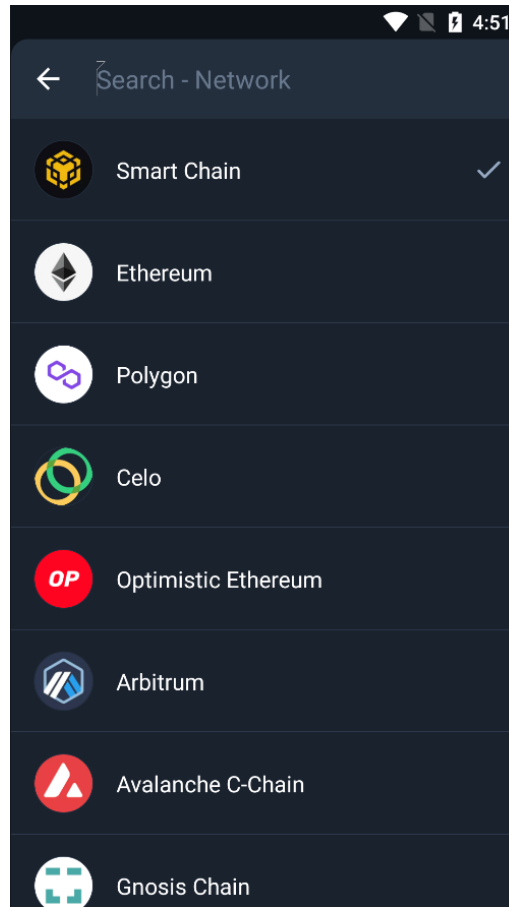 4:51
Search - Network
Smart Chain
Ethereum
Polygon
Celo
OP
Optimistic Ethereum
Arbitrum
Avalanche C-Chain
Gnosis Chain